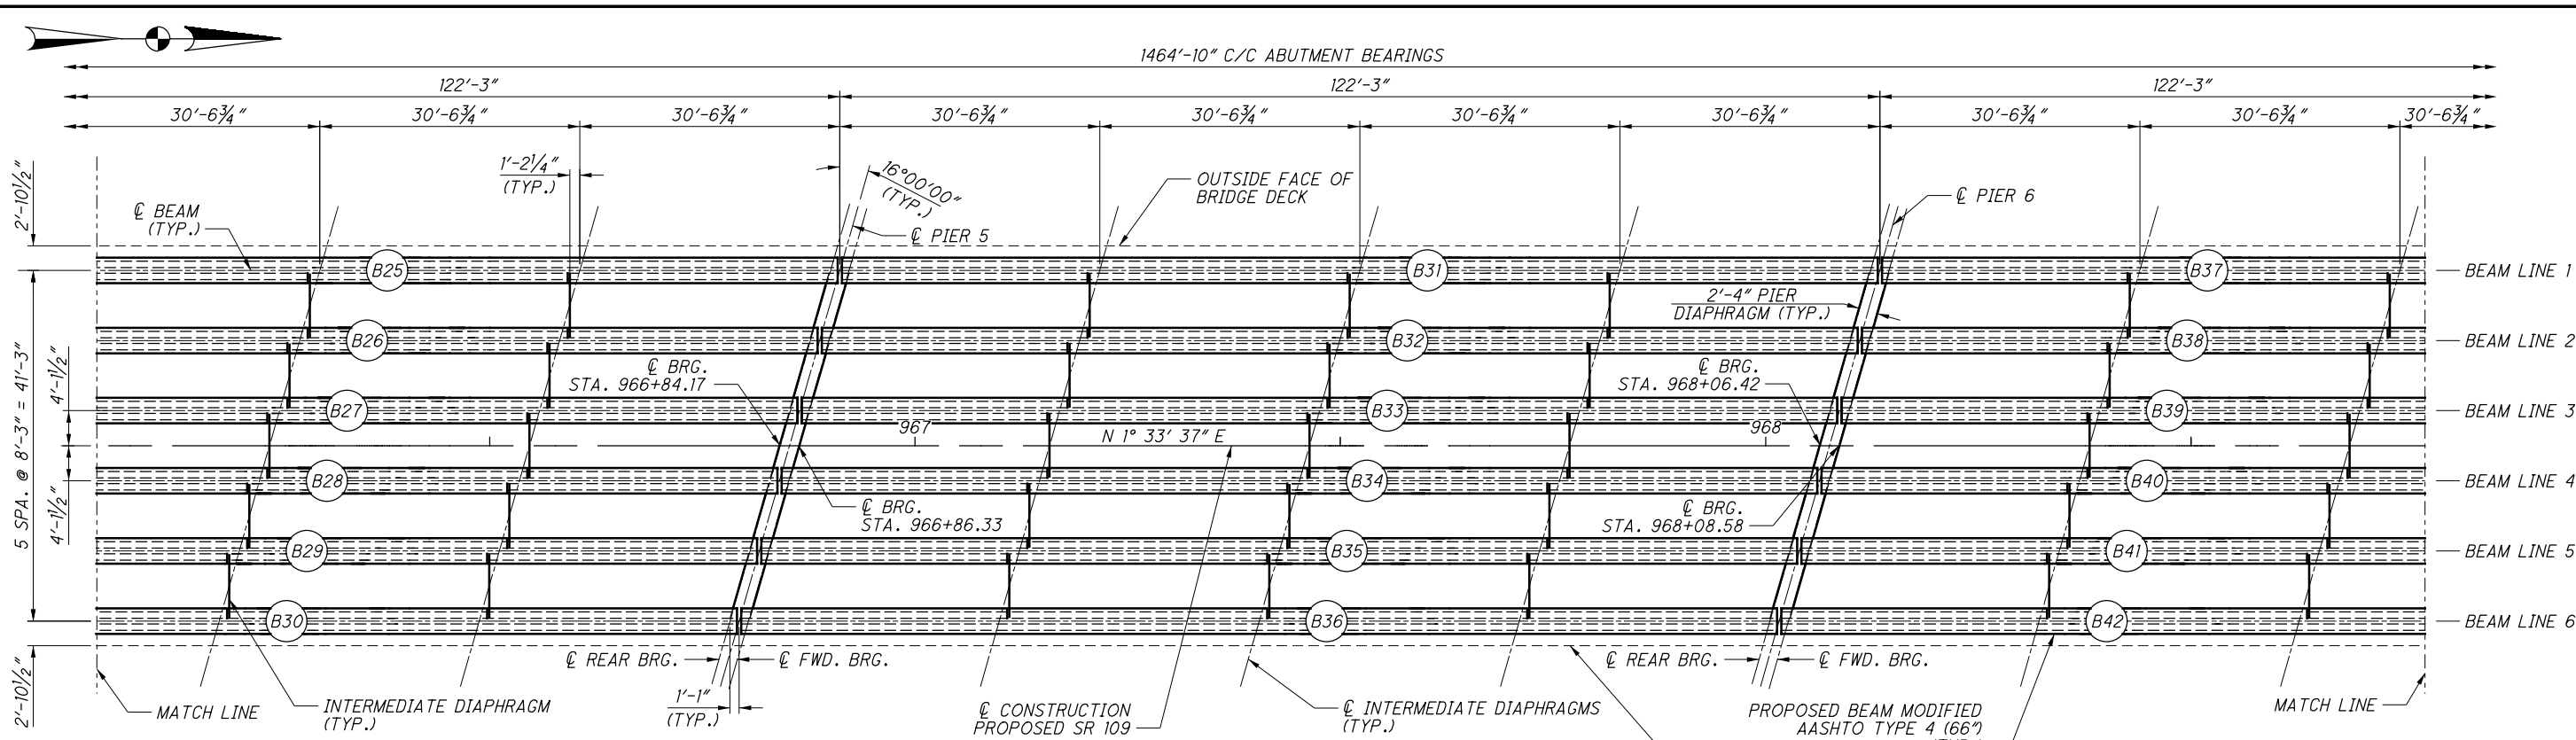 1464'-10" C/C ABUTMENT BEARINGS
122'-3" 122'-3" 122'-3"
30'-6¾" 30'-6¾" 30'-6¾" 30'-6¾" 30'-6¾" 30'-6¾" 30'-6¾" 30'-6¾" 30'-6¾" 30'-6¾"
2'-10½"
1'-2¼"
(TYP.)
16°00'00"
(TYP.)
OUTSIDE FACE OF
BRIDGE DECK
℄ PIER 6
℄ BEAM
(TYP.)
℄ PIER 5
B25 B31 B37 BEAM LINE 1
2'-4" PIER
DIAPHRAGM (TYP.)
B26 B32 B38 BEAM LINE 2
℄ BRG.
STA. 966+84.17
℄ BRG.
STA. 968+06.42
5 SPA. @ 8'-3" = 41'-3"
4'-1½"
4'-1½"
B27 B33 B39 BEAM LINE 3
967 N 1° 33' 37" E 968
B28 B34 B40 BEAM LINE 4
℄ BRG.
STA. 966+86.33
℄ BRG.
STA. 968+08.58
B29 B35 B41 BEAM LINE 5
B30 B36 B42 BEAM LINE 6
2'-10½"
℄ REAR BRG. ℄ FWD. BRG. ℄ REAR BRG. ℄ FWD. BRG.
1'-1"
(TYP.)
MATCH LINE
INTERMEDIATE DIAPHRAGM
(TYP.)
℄ CONSTRUCTION
PROPOSED SR 109
℄ INTERMEDIATE DIAPHRAGMS
(TYP.)
PROPOSED BEAM MODIFIED
AASHTO TYPE 4 (66")
MATCH LINE